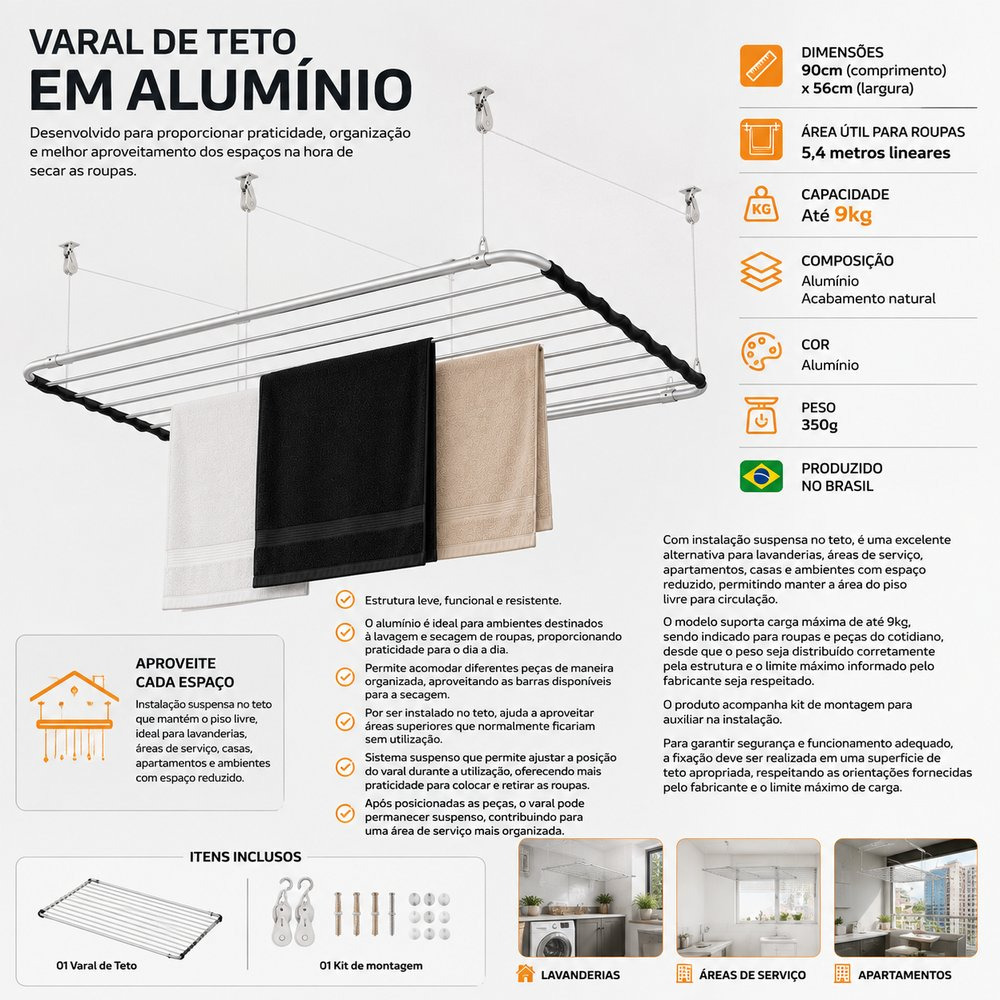 VARAL DE TETO
EM ALUMÍNIO
Desenvolvido para proporcionar praticidade, organização
e melhor aproveitamento dos espaços na hora de
secar as roupas.
DIMENSÕES
90cm (comprimento)
x 56cm (largura)
ÁREA ÚTIL PARA ROUPAS
5,4 metros lineares
KG
CAPACIDADE
Até 9kg
COMPOSIÇÃO
Alumínio
Acabamento natural
COR
Alumínio
PESO
350g
PRODUZIDO
NO BRASIL
Com instalação suspensa no teto, é uma excelente
alternativa para lavanderias, áreas de serviço,
apartamentos, casas e ambientes com espaço
reduzido, permitindo manter a área do piso
livre para circulação.
O modelo suporta carga máxima de até 9kg,
sendo indicado para roupas e peças do cotidiano,
desde que o peso seja distribuído corretamente
pela estrutura e o limite máximo informado pelo
fabricante seja respeitado.
O produto acompanha kit de montagem para
auxiliar na instalação.
Para garantir segurança e funcionamento adequado,
a fixação deve ser realizada em uma superfície de
teto apropriada, respeitando as orientações fornecidas
pelo fabricante e o limite máximo de carga.
Estrutura leve, funcional e resistente.
O alumínio é ideal para ambientes destinados
à lavagem e secagem de roupas, proporcionando
praticidade para o dia a dia.
Permite acomodar diferentes peças de maneira
organizada, aproveitando as barras disponíveis
para a secagem.
Por ser instalado no teto, ajuda a aproveitar
áreas superiores que normalmente ficariam
sem utilização.
Sistema suspenso que permite ajustar a posição
do varal durante a utilização, oferecendo mais
praticidade para colocar e retirar as roupas.
Após posicionadas as peças, o varal pode
permanecer suspenso, contribuindo para
uma área de serviço mais organizada.
APROVEITE
CADA ESPAÇO
Instalação suspensa no teto
que mantém o piso livre,
ideal para lavanderias,
áreas de serviço, casas,
apartamentos e ambientes
com espaço reduzido.
ITENS INCLUSOS
01 Varal de Teto
01 Kit de montagem
LAVANDERIAS
ÁREAS DE SERVIÇO
APARTAMENTOS